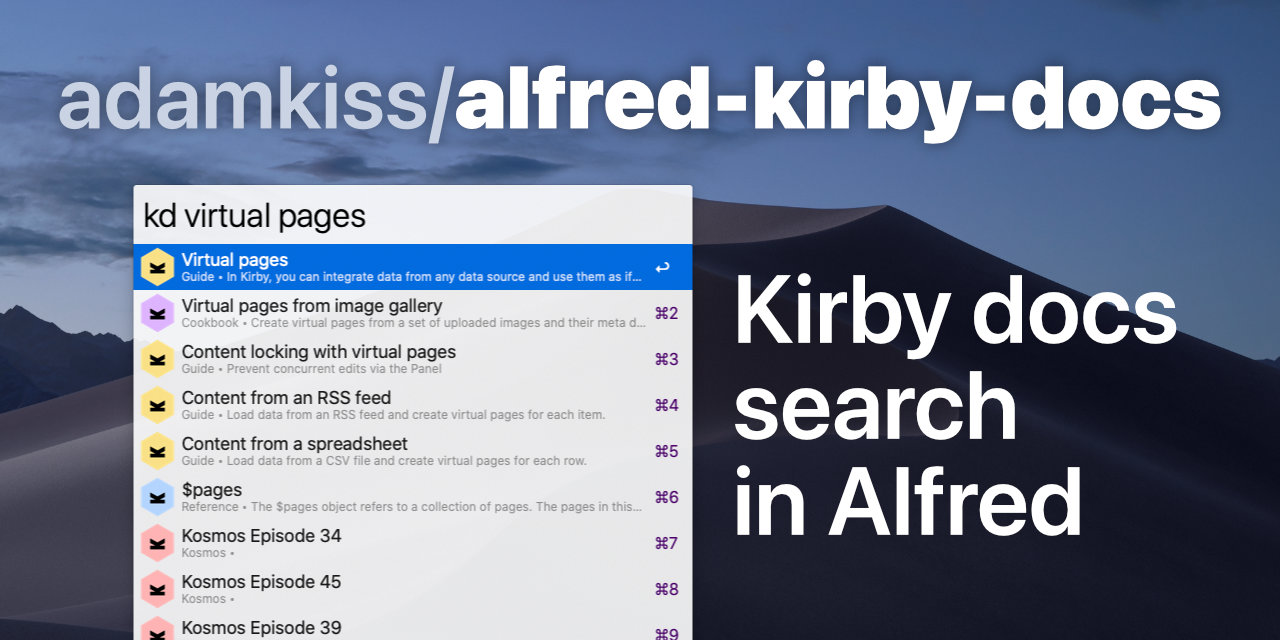 adamkiss/alfred-kirby-docs
kd virtual pages
Virtual pages
Guide • In Kirby, you can integrate data from any data source and use them as if...
Virtual pages from image gallery
Cookbook • Create virtual pages from a set of uploaded images and their meta d...
⌘2
Content locking with virtual pages
Guide • Prevent concurrent edits via the Panel
⌘3
Content from an RSS feed
Guide • Load data from an RSS feed and create virtual pages for each item.
⌘4
Content from a spreadsheet
Guide • Load data from a CSV file and create virtual pages for each row.
⌘5
$pages
Reference • The $pages object refers to a collection of pages. The pages in this...
⌘6
Kosmos Episode 34
Kosmos •
⌘7
Kosmos Episode 45
Kosmos •
⌘8
Kosmos Episode 39
⌘9
Kirby docs
search
in Alfred